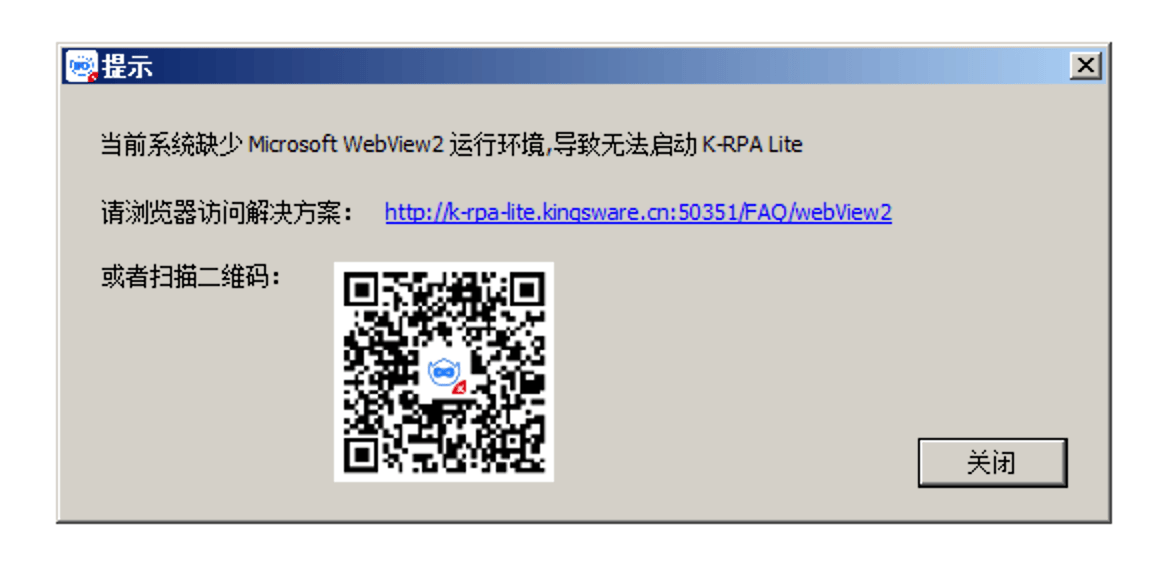 提示
当前系统缺少 Microsoft WebView2 运行环境,导致无法启动 K-RPA Lite
请浏览器访问解决方案： http://k-rpa-lite.kingsware.cn:50351/FAQ/webView2
或者扫描二维码：
关闭